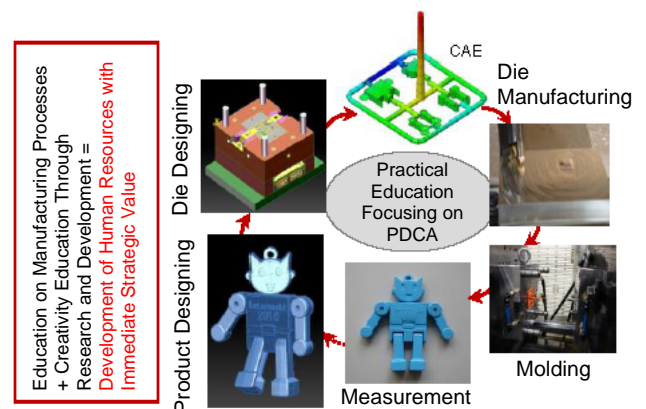 Education on Manufacturing Processes
+ Creativity Education Through
Research and Development =
Development of Human Resources with
Immediate Strategic Value
Die Designing
CAE
Die
Manufacturing
Practical
Education
Focusing on
PDCA
Product Designing
Measurement
Molding